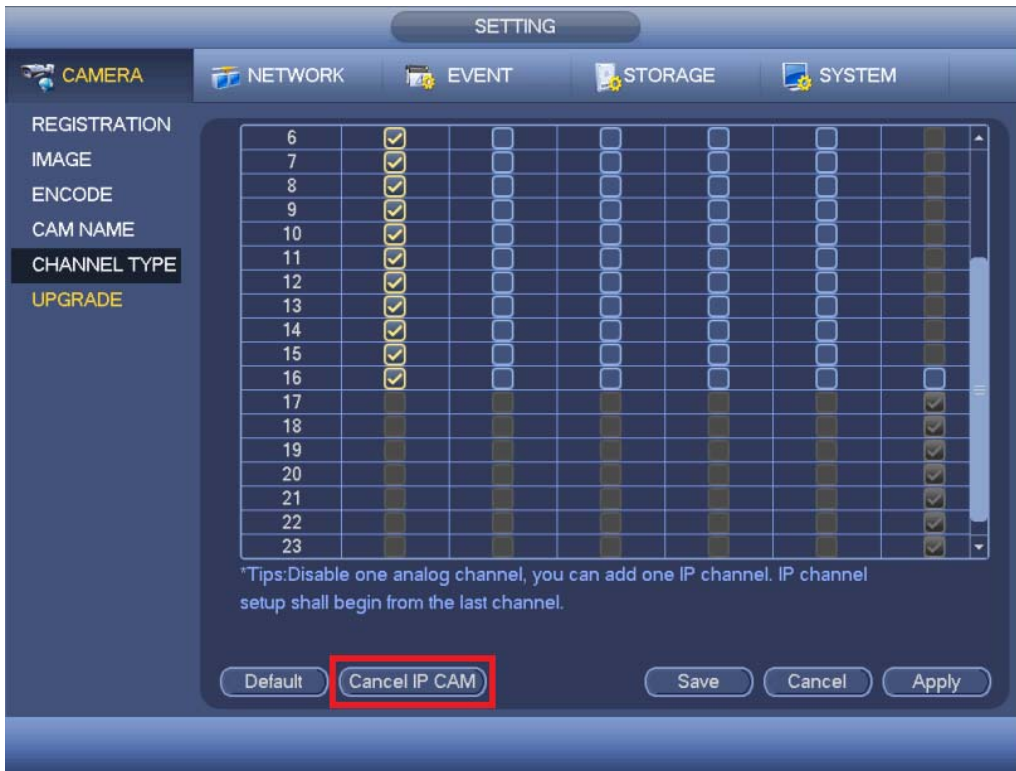 SETTING
CAMERA NETWORK EVENT STORAGE SYSTEM
REGISTRATION
IMAGE
ENCODE
CAM NAME
CHANNEL TYPE
UPGRADE
6
7
8
9
10
11
12
13
14
15
16
17
18
19
20
21
22
23
*Tips:Disable one analog channel, you can add one IP channel. IP channel
setup shall begin from the last channel.
Default Cancel IP CAM Save Cancel Apply